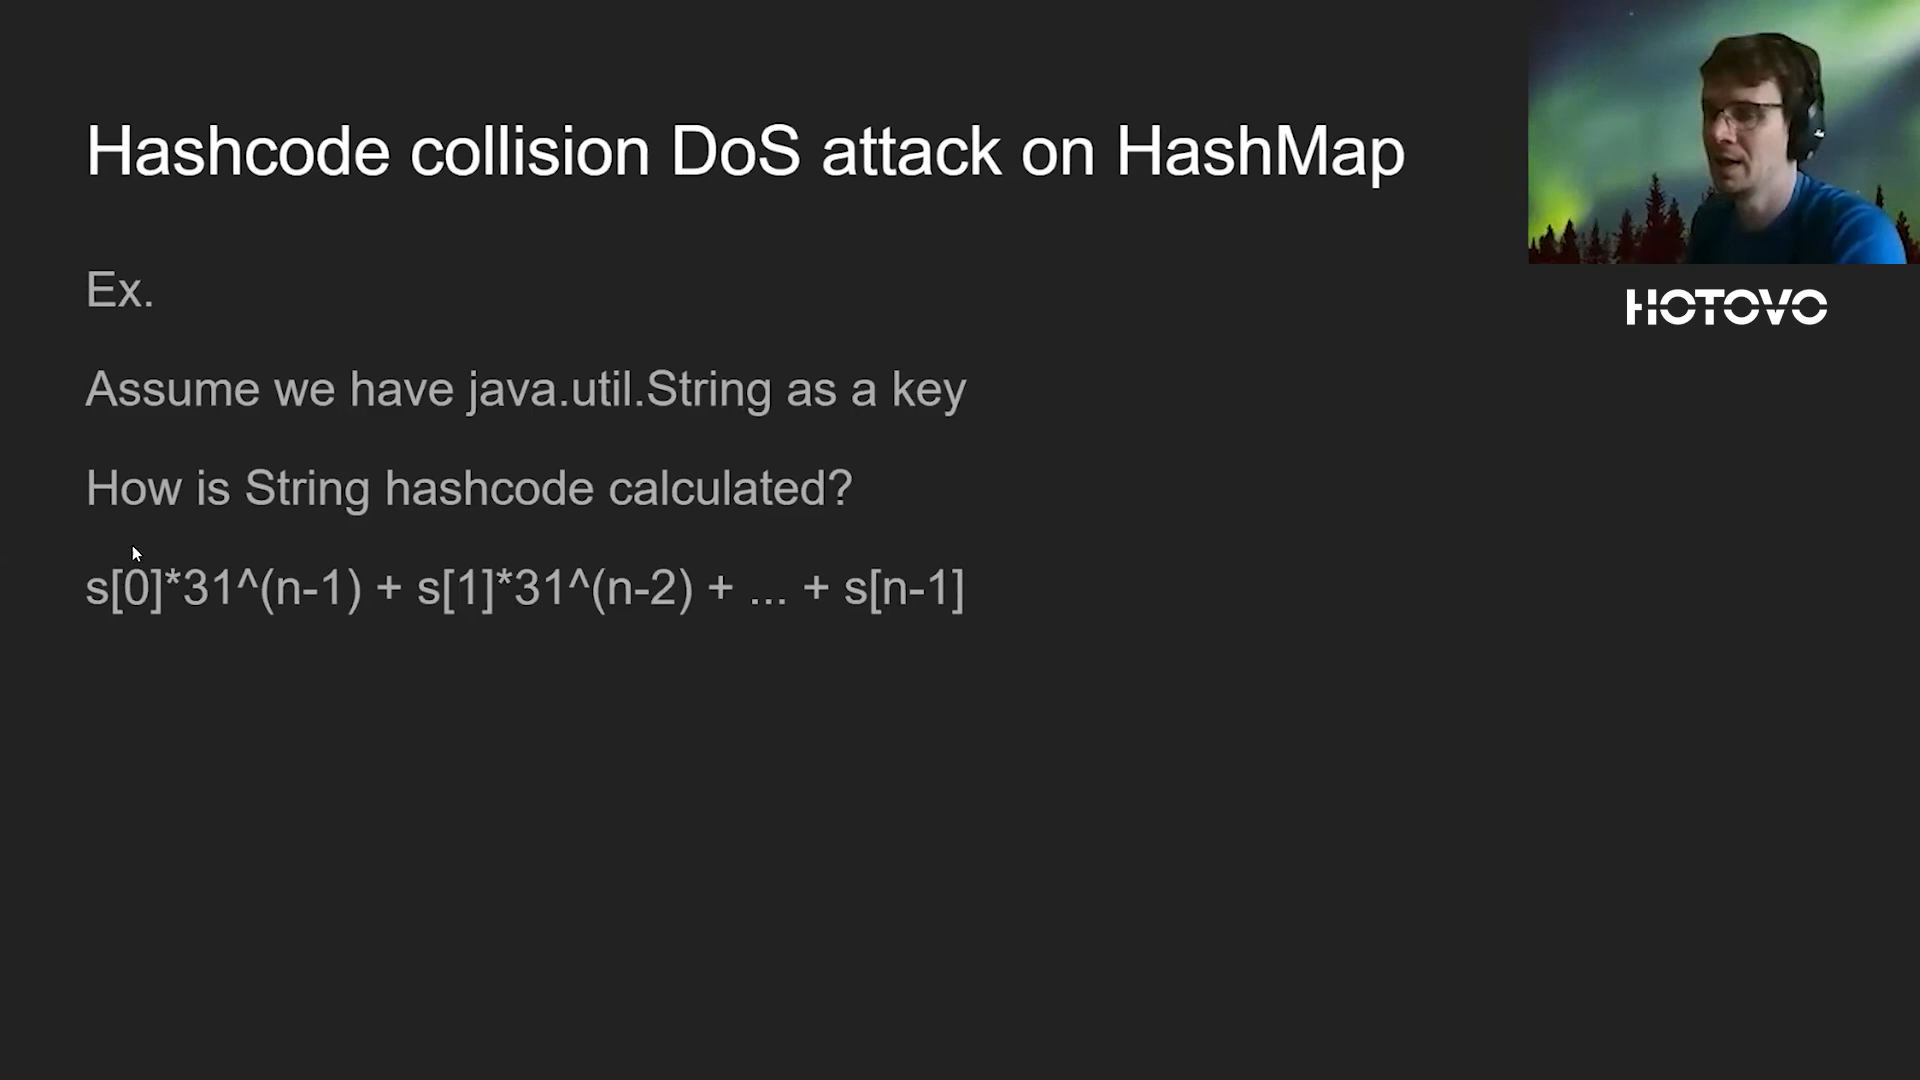 Hashcode collision DoS attack on HashMap
Ex.
Assume we have java.util.String as a key
How is String hashcode calculated?
s[0]*31^(n-1) + s[1]*31^(n-2) + ... + s[n-1]
HOTOVO